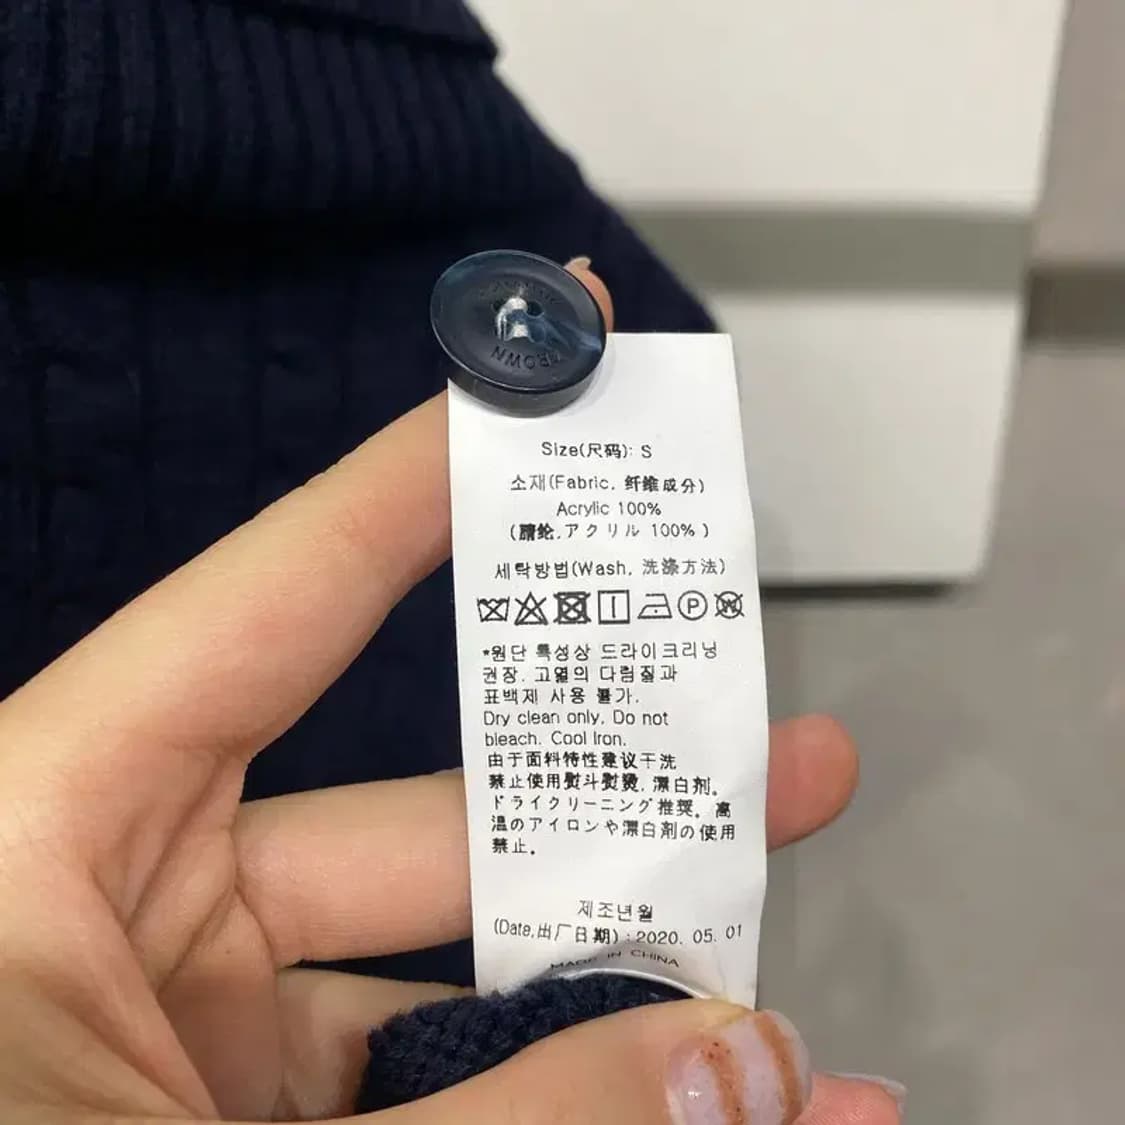 BROWN
Size(尺码): S
소재(Fabric, 纤维成分)
Acrylic 100%
(腈纶,アクリル 100% )
세탁방법(Wash, 洗涤方法)
P
W
*원단 특성상 드라이크리닝
권장. 고열의 다림질과
표백제 사용 불가.
Dry clean only, Do not
bleach. Cool Iron.
由于面料特性建议干洗
禁止使用熨斗熨烫, 漂白剂。
ドライクリーニング推奨。高
温のアイロンや漂白剤の使用
禁止。
제조년월
(Date,出厂日期) : 2020. 05. 01
MADE IN CHINA